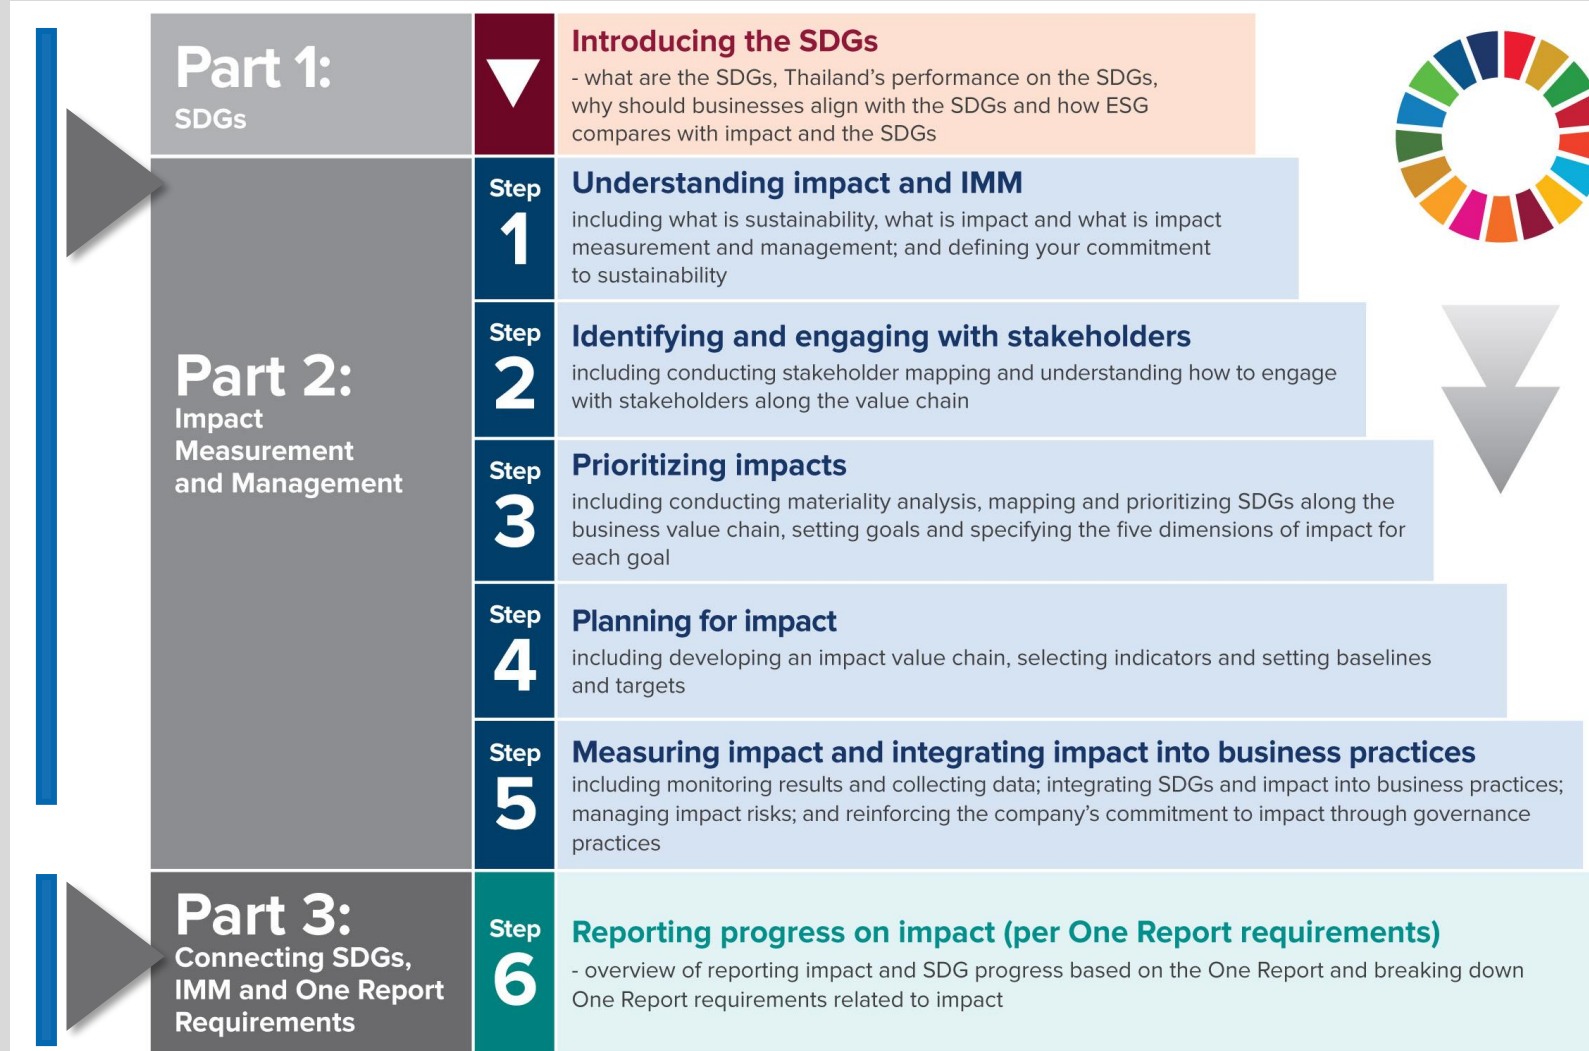 Part 1:
SDGs
Introducing the SDGs
- what are the SDGs, Thailand’s performance on the SDGs,
why should businesses align with the SDGs and how ESG
compares with impact and the SDGs
Part 2:
Impact
Measurement
and Management
Step
1
Understanding impact and IMM
including what is sustainability, what is impact and what is impact
measurement and management; and defining your commitment
to sustainability
Step
2
Identifying and engaging with stakeholders
including conducting stakeholder mapping and understanding how to engage
with stakeholders along the value chain
Step
3
Prioritizing impacts
including conducting materiality analysis, mapping and prioritizing SDGs along the
business value chain, setting goals and specifying the five dimensions of impact for
each goal
Step
4
Planning for impact
including developing an impact value chain, selecting indicators and setting baselines
and targets
Step
5
Measuring impact and integrating impact into business practices
including monitoring results and collecting data; integrating SDGs and impact into business practices;
managing impact risks; and reinforcing the company’s commitment to impact through governance
practices
Part 3:
Connecting SDGs,
IMM and One Report
Requirements
Step
6
Reporting progress on impact (per One Report requirements)
- overview of reporting impact and SDG progress based on the One Report and breaking down
One Report requirements related to impact